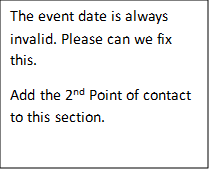 The event date is always
invalid. Please can we fix
this.
Add the 2nd Point of contact
to this section.